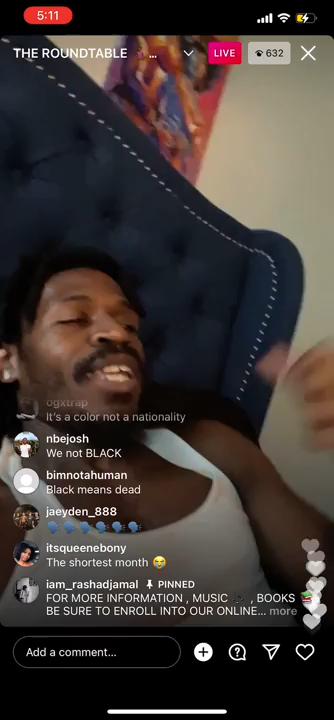 5:11
THE ROUNDTABLE ...
LIVE
632
ogxtrap
It's a color not a nationality
nbejosh
We not BLACK
bimnotahuman
Black means dead
jaeyden_888
🗣🗣🗣🗣🗣🗣
itsqueenebony
The shortest month 😭
iam_rashadjamal PINNED
FOR MORE INFORMATION , MUSIC , BOOKS 📚
BE SURE TO ENROLL INTO OUR ONLINE... more
Add a comment...